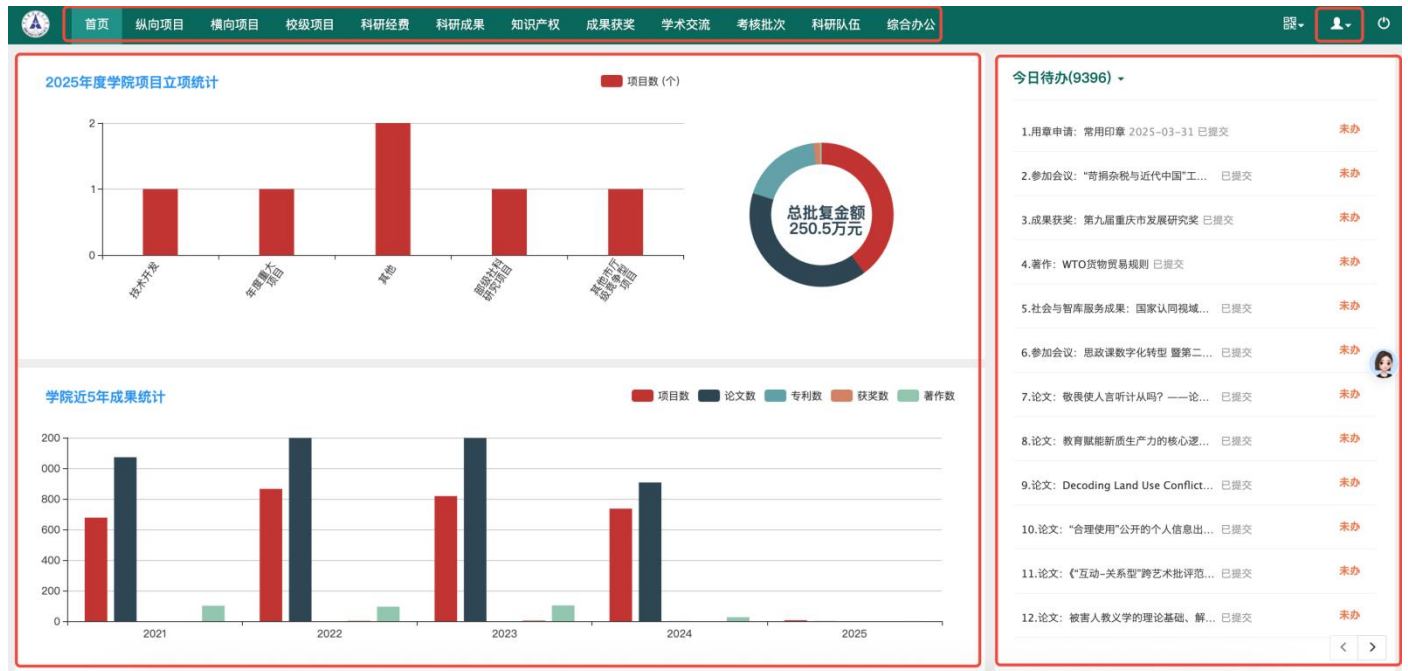 首页 纵向项目 横向项目 校级项目 科研经费 科研成果 知识产权 成果获奖 学术交流 考核批次 科研队伍 综合办公
2025年度学院项目立项统计
项目数 (个)
2
1
0
技术开发
年度重大
项目
其他
部级社科
研究项目
其他市厅
级竞争型
项目
总批复金额
250.5万元
学院近5年成果统计
项目数 论文数 专利数 获奖数 著作数
200
000
800
600
400
200
0
2021 2022 2023 2024 2025
今日待办(9396)
1.用章申请：常用印章 2025-03-31 已提交 未办
2.参加会议：“苛捐杂税与近代中国”工... 已提交 未办
3.成果获奖：第九届重庆市发展研究奖 已提交 未办
4.著作：WTO货物贸易规则 已提交 未办
5.社会与智库服务成果：国家认同视域... 已提交 未办
6.参加会议：思政课数字化转型 暨第二... 已提交 未办
7.论文：敬畏使人言听计从吗？——论... 已提交 未办
8.论文：教育赋能新质生产力的核心逻... 已提交 未办
9.论文：Decoding Land Use Conflict... 已提交 未办
10.论文：“合理使用”公开的个人信息出... 已提交 未办
11.论文：《“互动-关系型”跨艺术批评范... 已提交 未办
12.论文：被害人教义学的理论基础、解... 已提交 未办